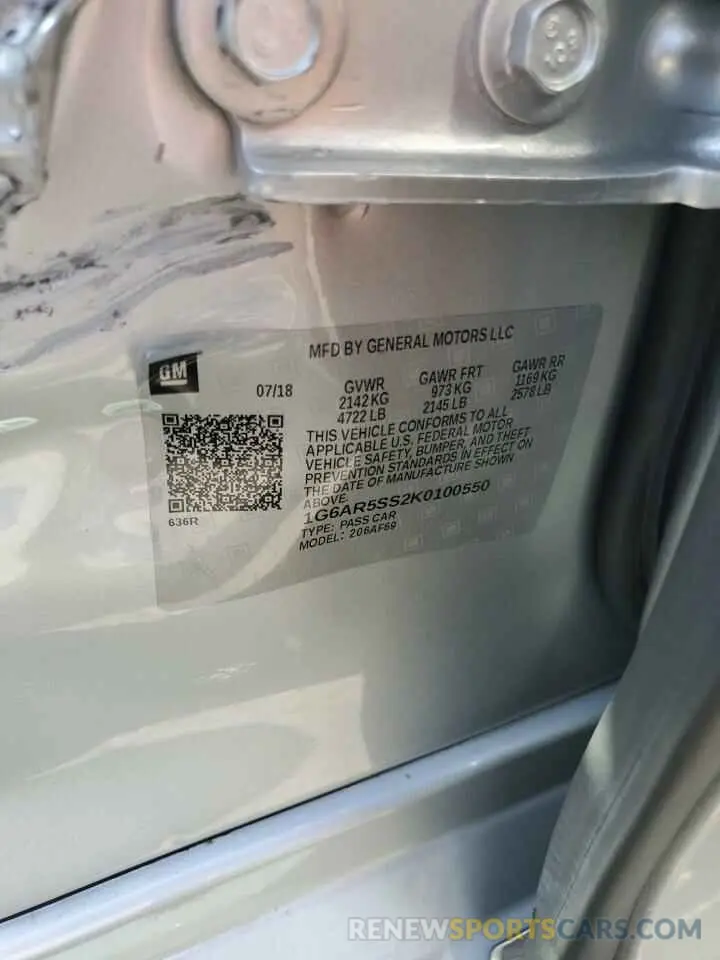 GM
MFD BY GENERAL MOTORS LLC
07/18
GVWR
2142 KG
4722 LB
GAWR FRT
973 KG
2145 LB
GAWR RR
1169 KG
2578 LB
THIS VEHICLE CONFORMS TO ALL
APPLICABLE U.S. FEDERAL MOTOR
VEHICLE SAFETY, BUMPER, AND THEFT
PREVENTION STANDARDS IN EFFECT ON
THE DATE OF MANUFACTURE SHOWN
ABOVE.
1G6AR5SS2K0100550
TYPE: PASS CAR
MODEL: 206AF69
636R
RENEWSPORTSCARS.COM